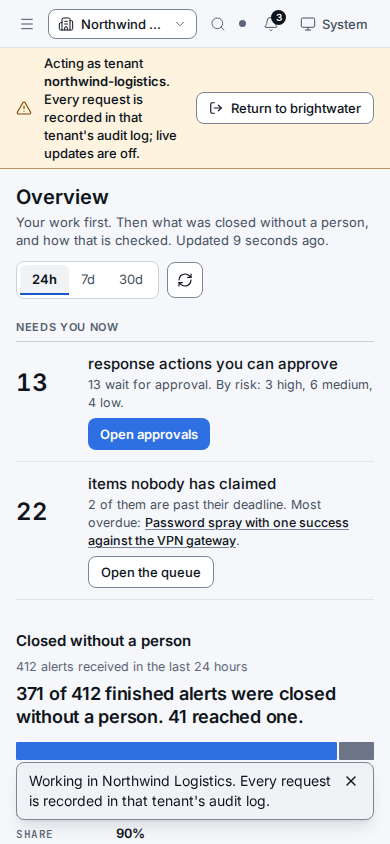 Northwind ...
3
System
Acting as tenant
northwind-logistics.
Every request is
recorded in that
tenant's audit log; live
updates are off.
Return to brightwater
Overview
Your work first. Then what was closed without a person,
and how that is checked. Updated 9 seconds ago.
24h 7d 30d
NEEDS YOU NOW
13
response actions you can approve
13 wait for approval. By risk: 3 high, 6 medium,
4 low.
Open approvals
22
items nobody has claimed
2 of them are past their deadline. Most
overdue: Password spray with one success
against the VPN gateway.
Open the queue
Closed without a person
412 alerts received in the last 24 hours
371 of 412 finished alerts were closed
without a person. 41 reached one.
Working in Northwind Logistics. Every request
is recorded in that tenant's audit log.
SHARE 90%